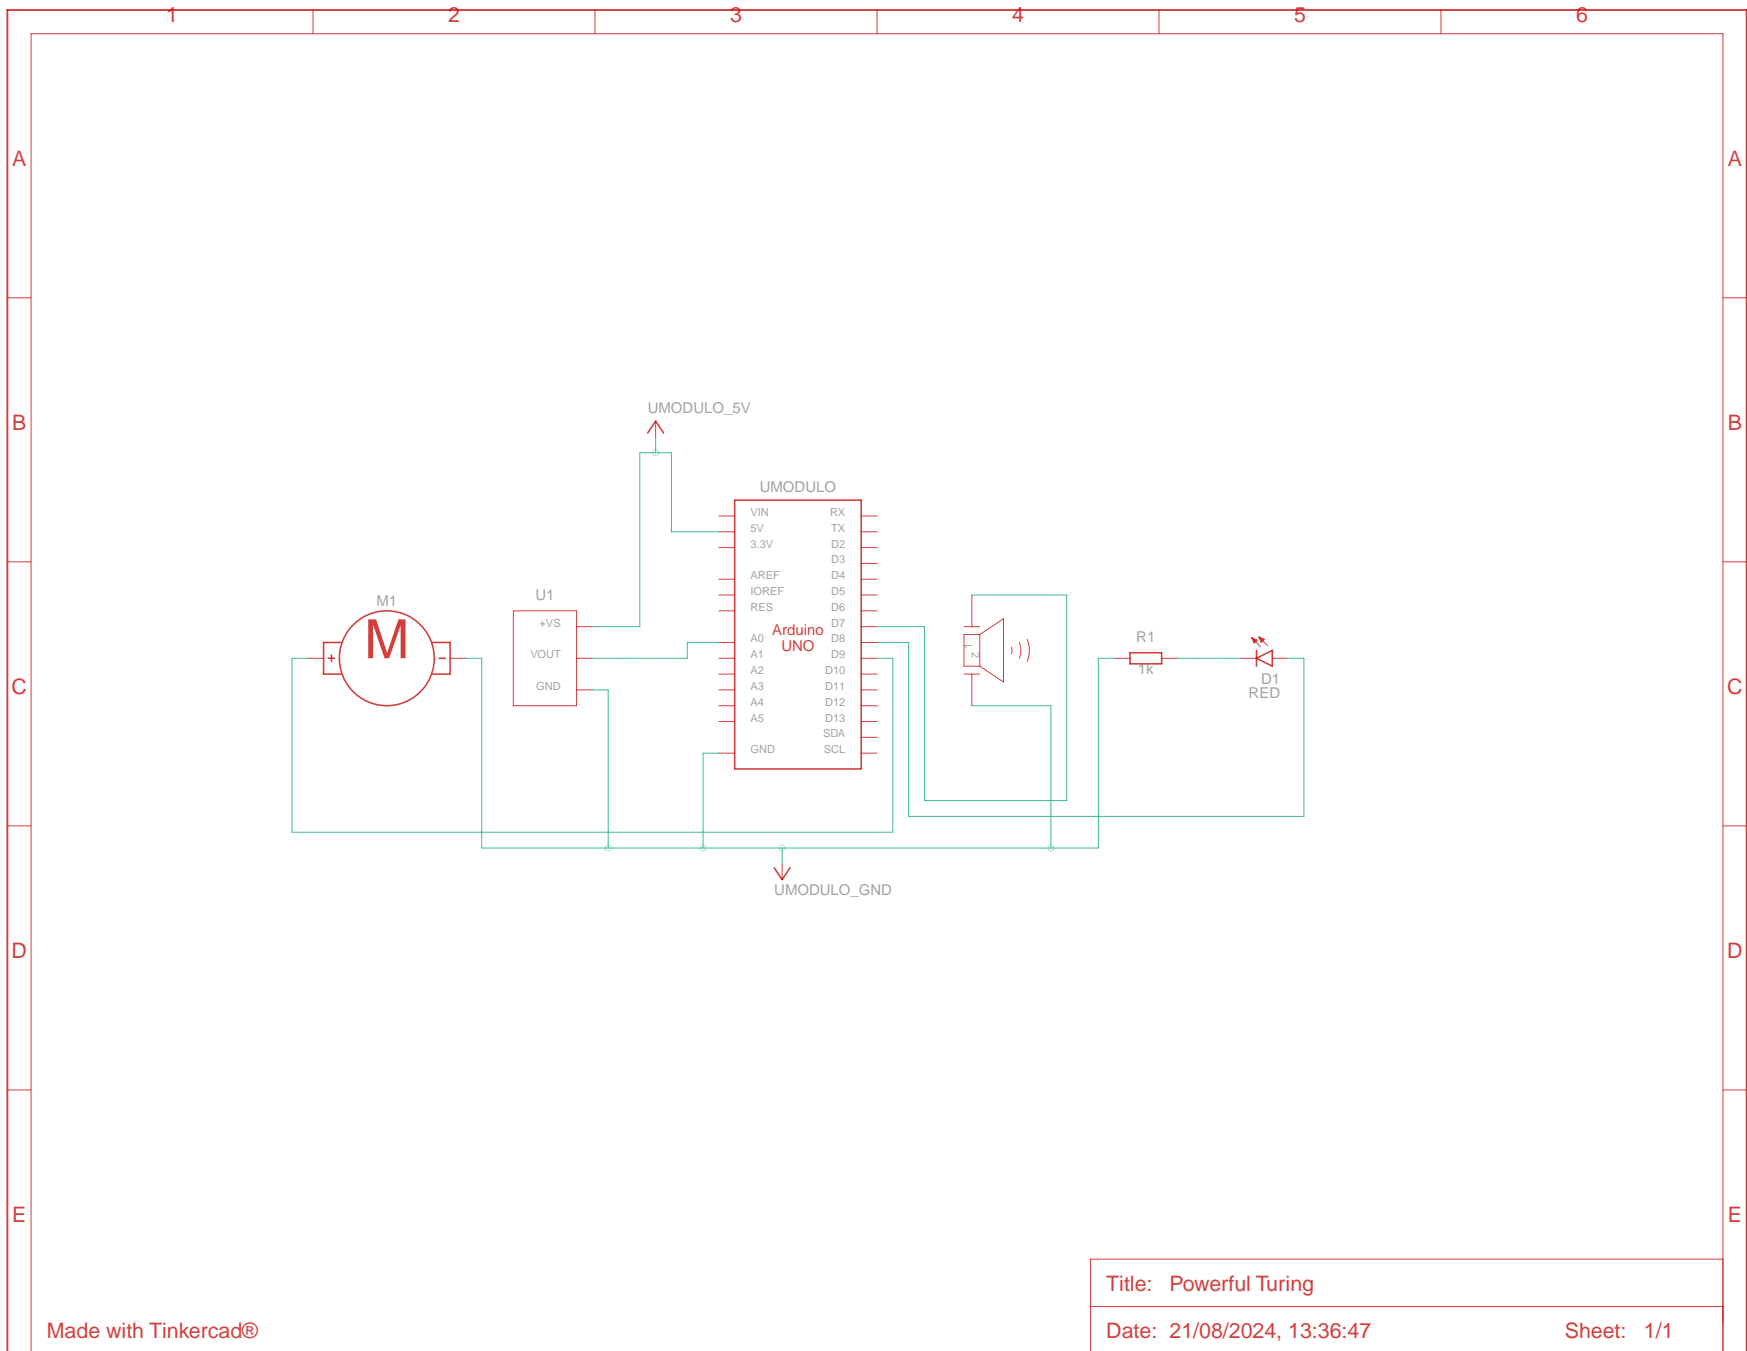 1 2 3 4 5 6
A A
UMODULO_5V
B B
UMODULO
VIN RX
5V TX
3.3V D2
D3
AREF D4
IOREF D5
RES D6
D7
A0 D8
A1 D9
A2 D10
A3 D11
A4 D12
A5 D13
SDA
GND SCL
Arduino
UNO
M1
M
+ -
U1
+VS
VOUT
GND
1
2
R1
1k
D1
RED
C C
UMODULO_GND
D D
E E
Title: Powerful Turing
Made with Tinkercad®
Date: 21/08/2024, 13:36:47 Sheet: 1/1